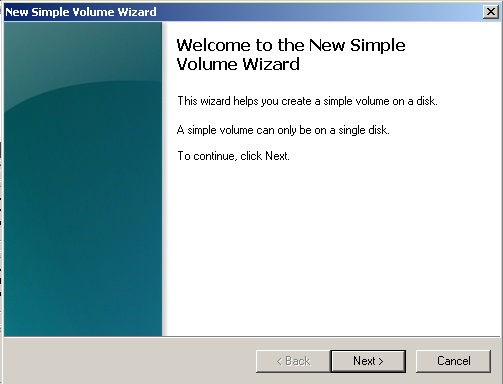 New Simple Volume Wizard
Welcome to the New Simple
Volume Wizard
This wizard helps you create a simple volume on a disk.
A simple volume can only be on a single disk.
To continue, click Next.
< Back
Next >
Cancel